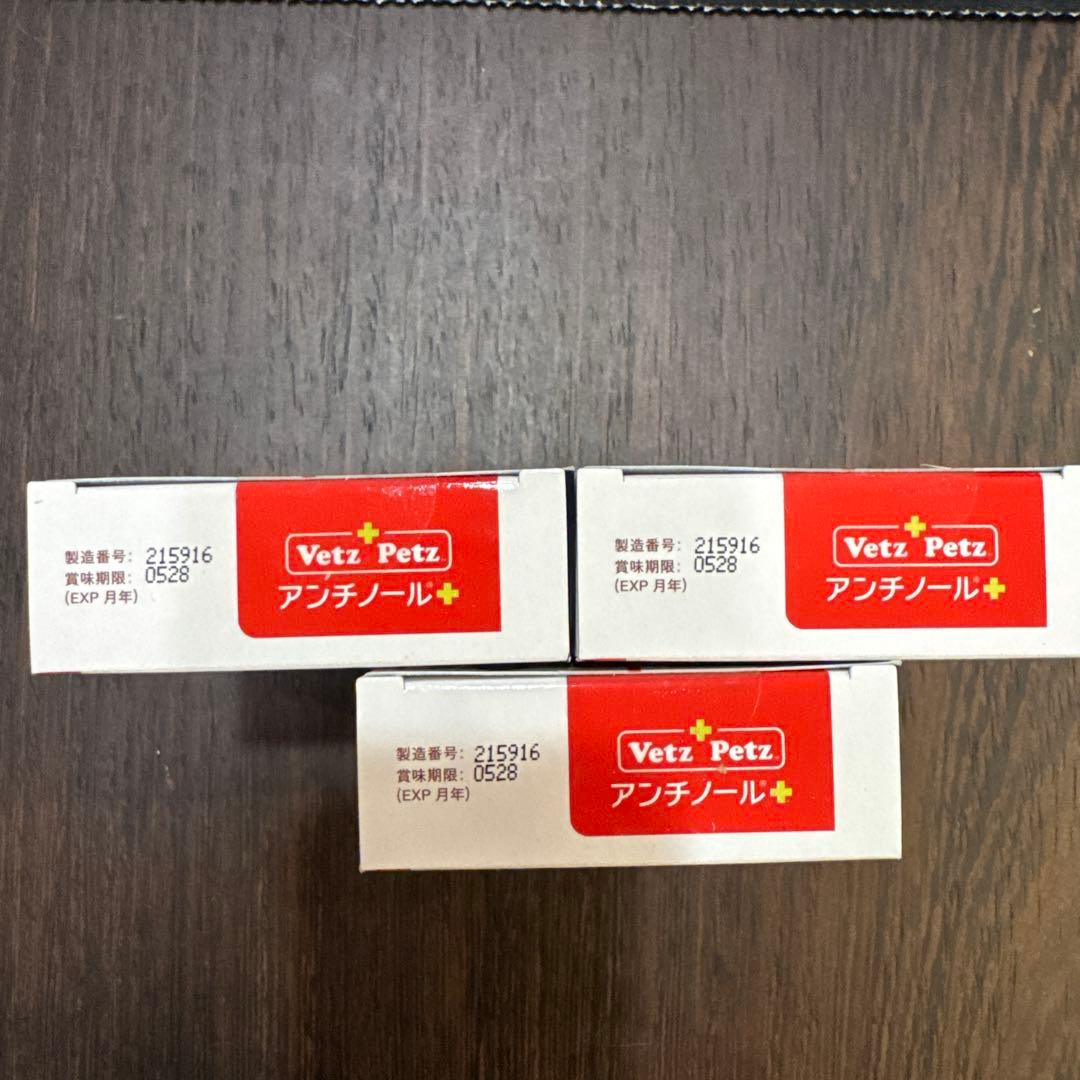 製造番号: 215916
賞味期限: 0528
(EXP 月年)
Vetz Petz
アンチノール®
製造番号: 215916
賞味期限: 0528
(EXP 月年)
Vetz Petz
アンチノール®
製造番号: 215916
賞味期限: 0528
(EXP 月年)
Vetz Petz
アンチノール®